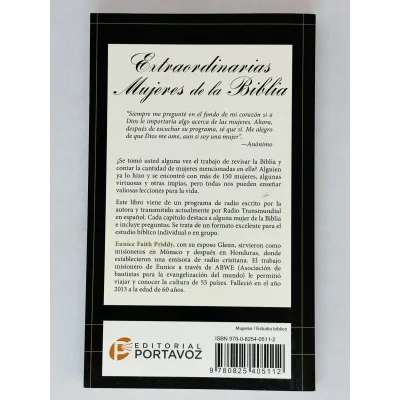 Extraordinarias
Mujeres de la Biblia
"Siempre me pregunté en el fondo de mi corazón si a
Dios le importaría algo acerca de las mujeres. Ahora,
después de escuchar su programa, sé que sí. Me alegro
de que Dios me ame, aun si soy una mujer".
—Anónimo
¿Se tomó usted alguna vez el trabajo de revisar la Biblia y
contar la cantidad de mujeres mencionadas en ella? Alguien
ya lo hizo y se encontró con más de 150 mujeres, algunas
virtuosas y otras impías, pero todas nos pueden enseñar
valiosas lecciones para la vida.
Este libro viene de un programa de radio escrito por la
autora y transmitido actualmente por Radio Transmundial
en español. Cada capítulo destaca a alguna mujer de la Biblia
e incluye preguntas. Se trata de un formato excelente para el
estudio bíblico individual o en grupo.
Eunice Faith Priddy, con su esposo Glenn, sirvieron como
misioneros en Mónaco y después en Honduras, donde
establecieron una emisora de radio cristiana. El trabajo
misionero de Eunice a través de ABWE (Asociación de
bautistas para la evangelización del mundo) le permitió
viajar y conocer la cultura de 53 países. Falleció en el año
2013 a la edad de 60 años.
Mujeres / Estudio bíblico
ISBN 978-0-8254-0511-2
EDITORIAL
PORTAVOZ
9 780825 405112